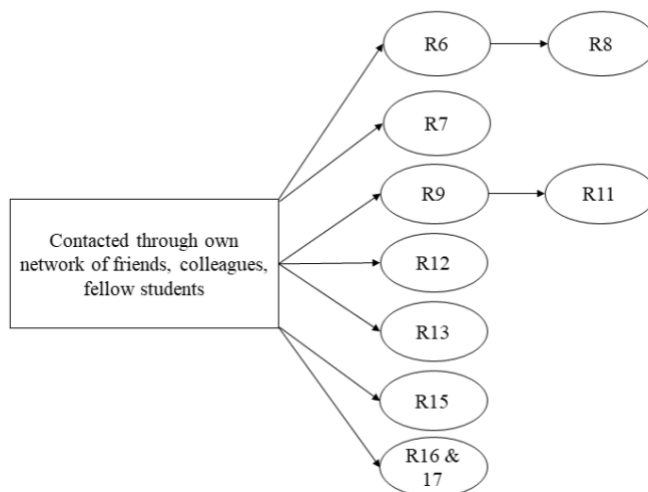 R6
R8
R7
R9
R11
Contacted through own
network of friends, colleagues,
fellow students
R12
R13
R15
R16 &
17